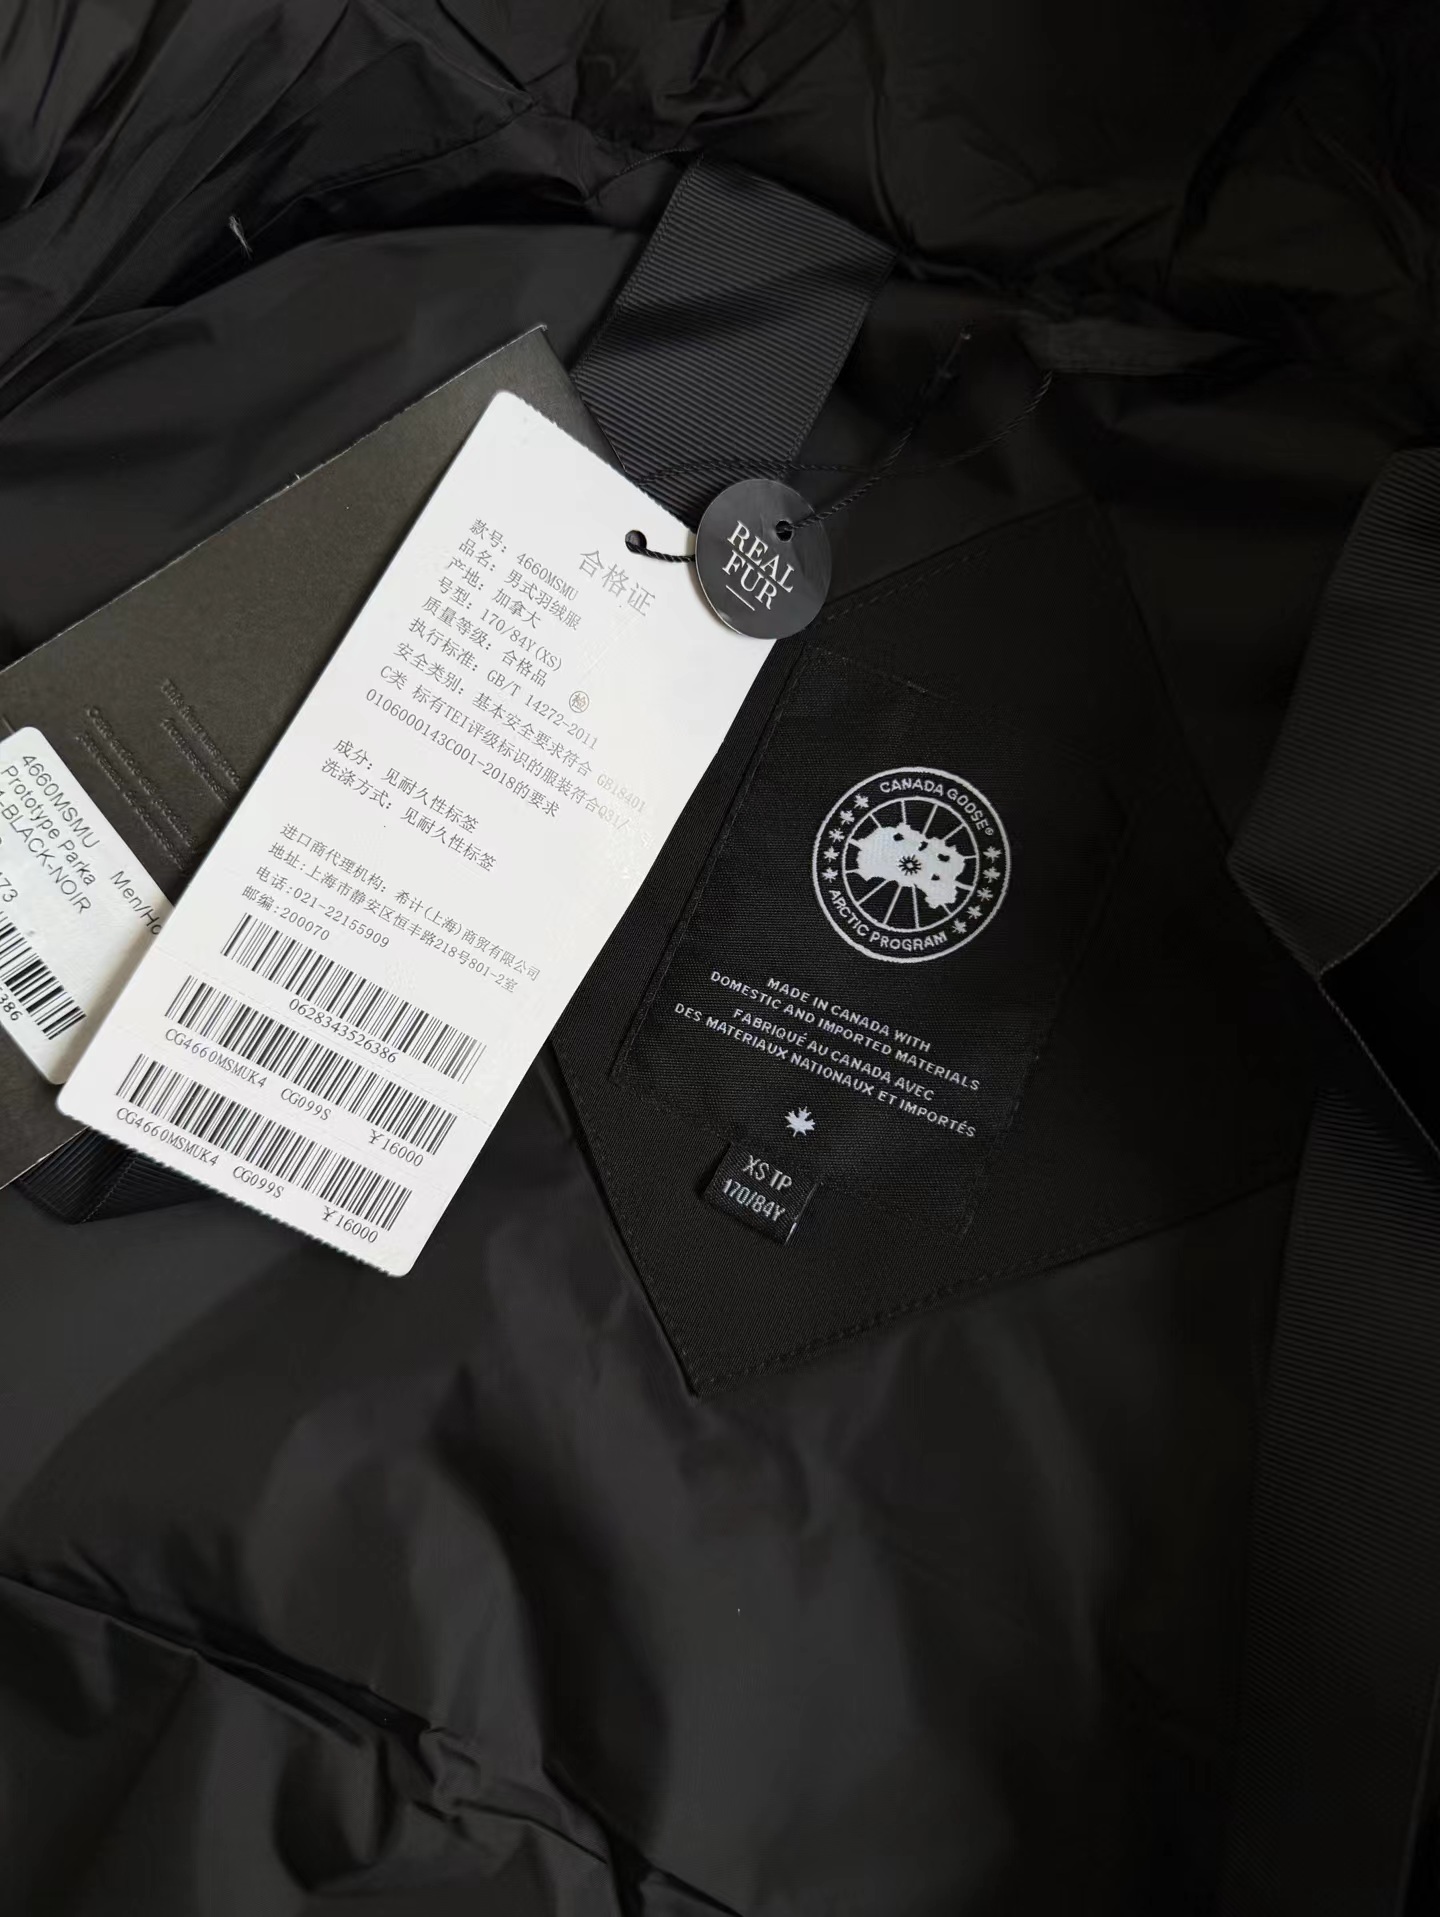 合格证
款号: 4660MSMU
品名: 男式羽绒服
产地: 加拿大
号型: 170/84Y(XS)
质量等级: 合格品
执行标准: GB/T 14272-2011
安全类别: 基本安全要求符合 GB18401
C类 标有TEI评级标识的服装符合Q31/
0106000143C001-2018的要求
检
成分: 见耐久性标签
洗涤方式: 见耐久性标签
进口商代理机构: 希计(上海)商贸有限公司
地址:上海市静安区恒丰路218号801-2室
电话:021-22155909
邮编:200070
0628343526386
CG4660MSMUK4 CG099S
¥16000
CG4660MSMUK4 CG099S
¥16000
REAL
FUR
4660MSMU
Prototype Parka
-BLACK-NOIR
CANADA GOOSE®
ARCTIC PROGRAM
MADE IN CANADA WITH
DOMESTIC AND IMPORTED MATERIALS
FABRIQUÉ AU CANADA AVEC
DES MATERIAUX NATIONAUX ET IMPORTÉS
XS TP
170/84Y